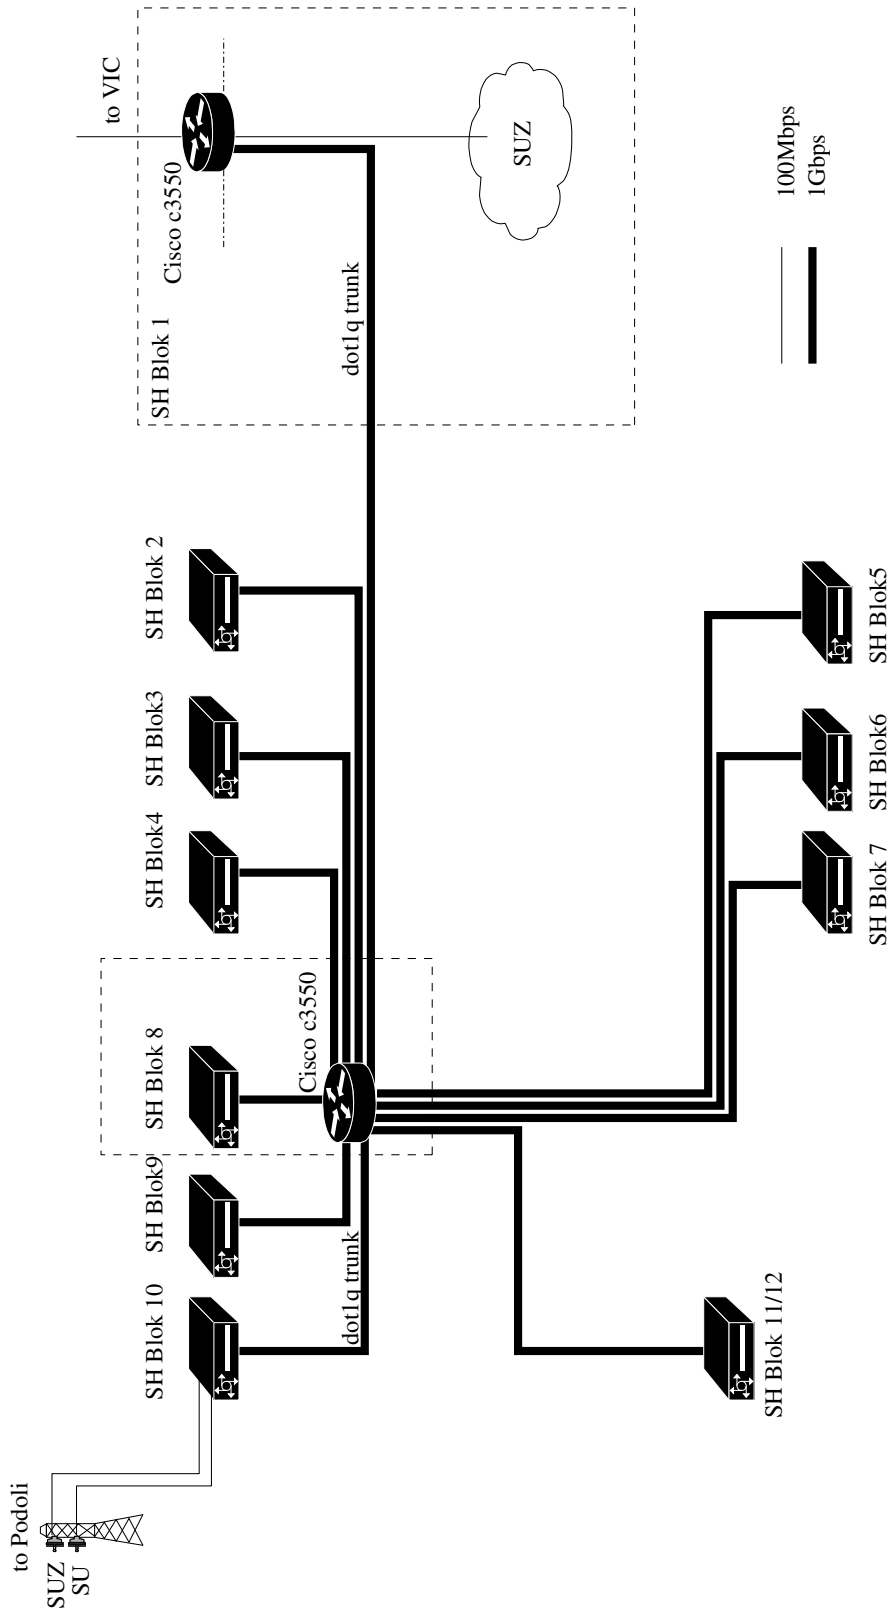 to Podoli
SUZ
SU
SH Blok 10
SH Blok9
SH Blok 8
SH Blok4
SH Blok3
SH Blok 2
SH Blok 1
Cisco c3550
to VIC
dot1q trunk
Cisco c3550
dot1q trunk
SUZ
SH Blok 11/12
SH Blok 7
SH Blok6
SH Blok5
100Mbps
1Gbps